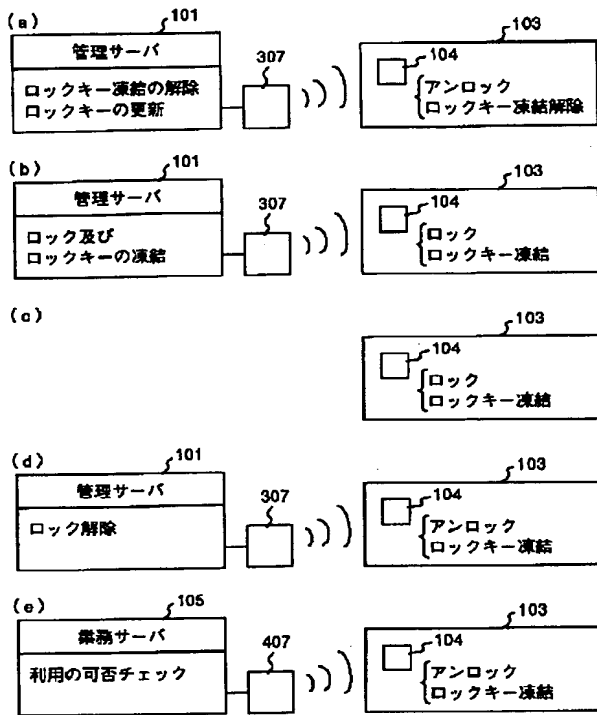 (a)
101
管理サーバ
ロックキー凍結の解除
ロックキーの更新
307
103
104
アンロック
ロックキー凍結解除
(b)
101
管理サーバ
ロック及び
ロックキーの凍結
307
103
104
ロック
ロックキー凍結
(c)
103
104
ロック
ロックキー凍結
(d)
101
管理サーバ
ロック解除
307
103
104
アンロック
ロックキー凍結
(e)
105
業務サーバ
利用の可否チェック
407
103
104
アンロック
ロックキー凍結